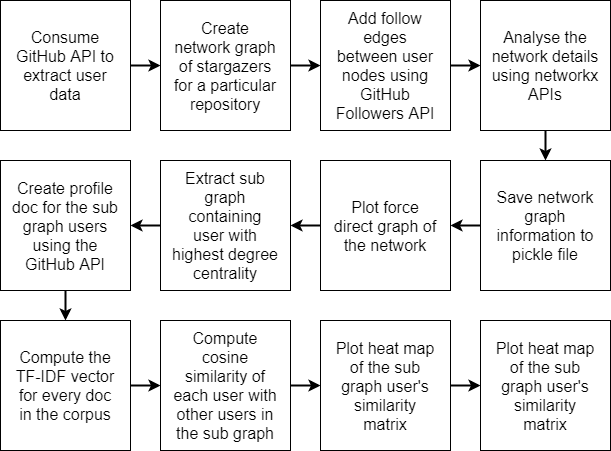 Consume
GitHub API to
extract user
data
Create
network graph
of stargazers
for a particular
repository
Add follow
edges
between user
nodes using
GitHub
Followers API
Analyse the
network details
using networkx
APIs
Create profile
doc for the sub
graph users
using the
GitHub API
Extract sub
graph
containing
user with
highest degree
centrality
Plot force
direct graph of
the network
Save network
graph
information to
pickle file
Compute the
TF-IDF vector
for every doc
in the corpus
Compute
cosine
similarity of
each user with
other users in
the sub graph
Plot heat map
of the sub
graph user's
similarity
matrix
Plot heat map
of the sub
graph user's
similarity
matrix